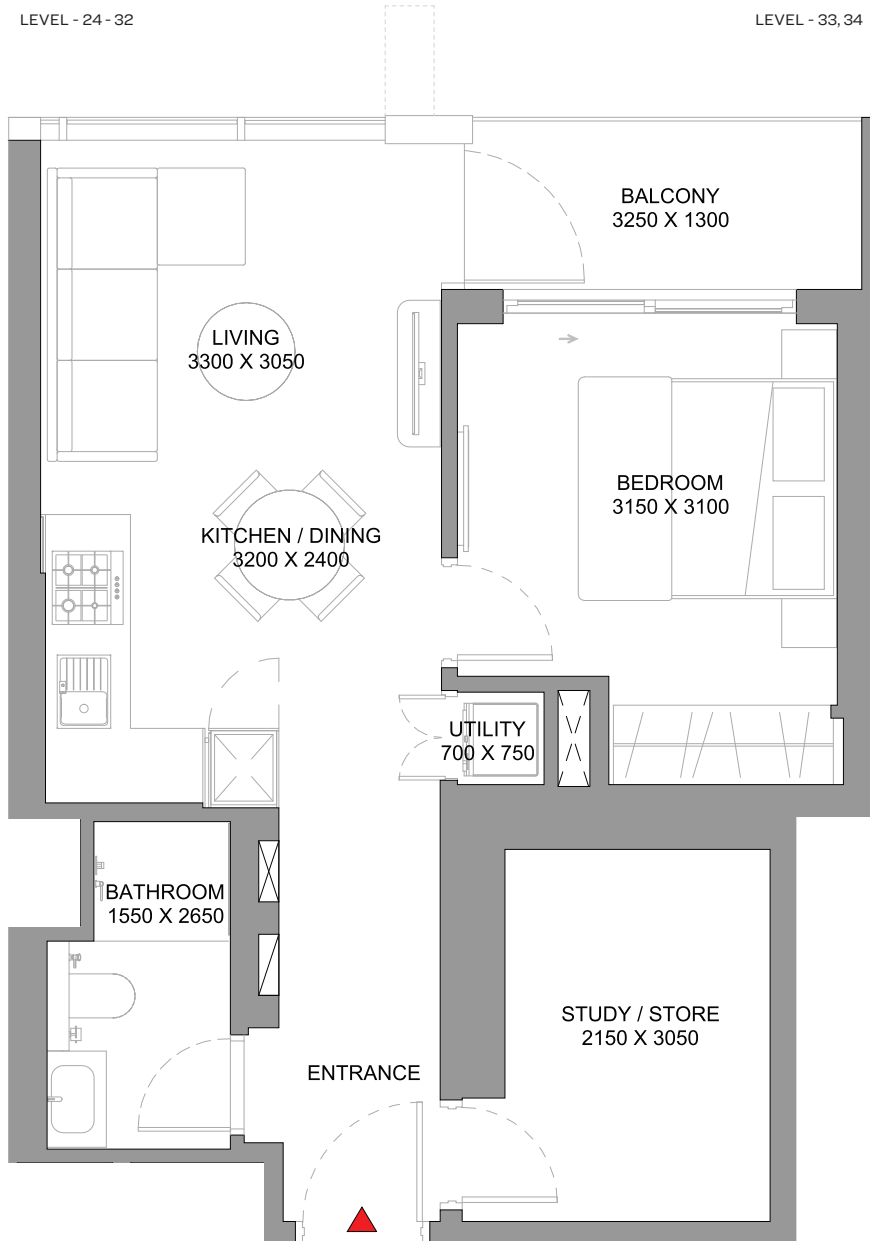 LEVEL - 24 - 32
LEVEL - 33, 34
BALCONY
3250 X 1300
LIVING
3300 X 3050
BEDROOM
3150 X 3100
KITCHEN / DINING
3200 X 2400
UTILITY
700 X 750
BATHROOM
1550 X 2650
STUDY / STORE
2150 X 3050
ENTRANCE